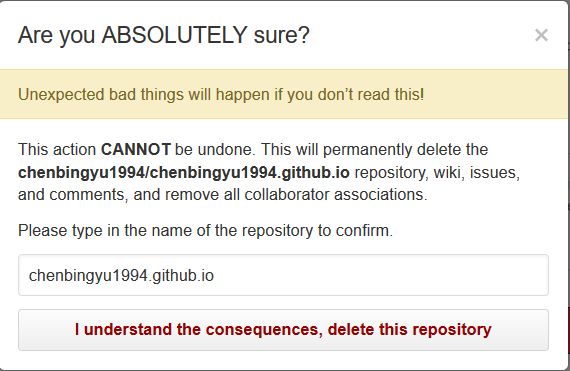 Are you ABSOLUTELY sure?
×
Unexpected bad things will happen if you don’t read this!
This action CANNOT be undone. This will permanently delete the
chenbingyu1994/chenbingyu1994.github.io repository, wiki, issues,
and comments, and remove all collaborator associations.
Please type in the name of the repository to confirm.
chenbingyu1994.github.io
I understand the consequences, delete this repository